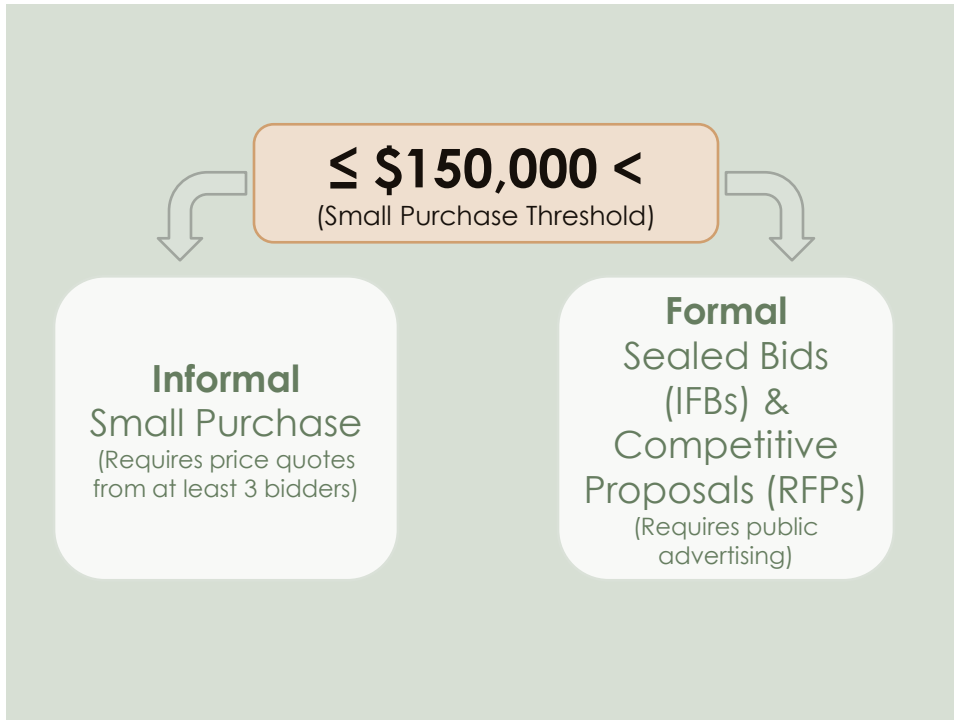 ≤ $150,000 <
(Small Purchase Threshold)
Informal
Small Purchase
(Requires price quotes
from at least 3 bidders)
Formal
Sealed Bids
(IFBs) &
Competitive
Proposals (RFPs)
(Requires public
advertising)